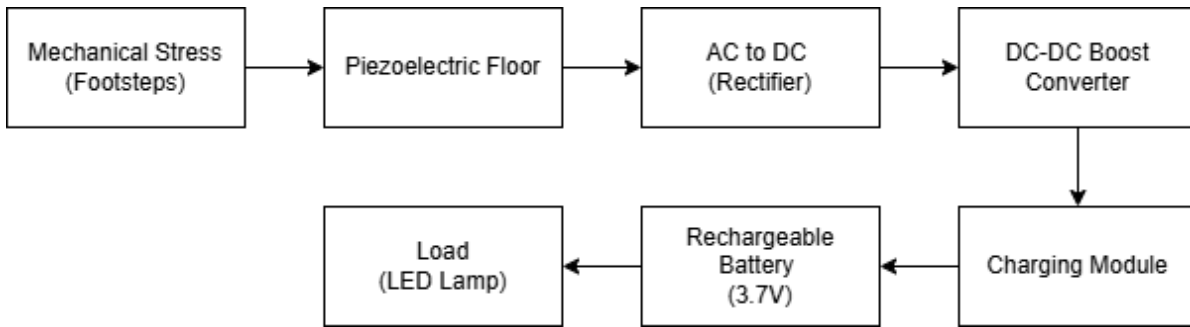 Mechanical Stress
(Footsteps)
Piezoelectric Floor
AC to DC
(Rectifier)
DC-DC Boost
Converter
Charging Module
Rechargeable
Battery
(3.7V)
Load
(LED Lamp)